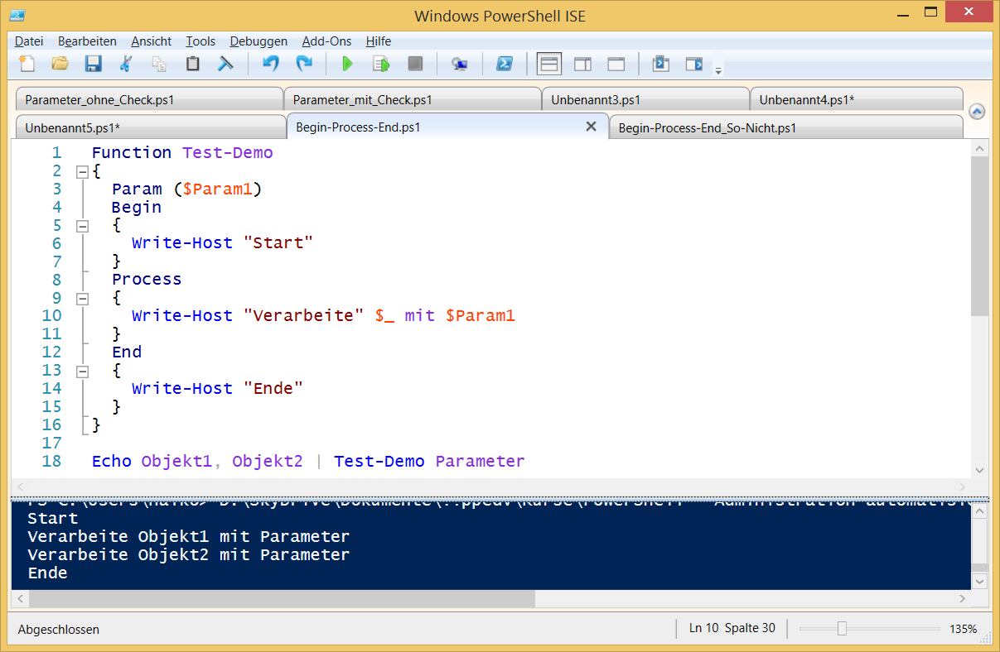 Windows PowerShell ISE
Datei Bearbeiten Ansicht Tools Debuggen Add-Ons Hilfe
Parameter_ohne_Check.ps1 Parameter_mit_Check.ps1 Unbenannt3.ps1 Unbenannt4.ps1*
Unbenannt5.ps1* Begin-Process-End.ps1 Begin-Process-End_So-Nicht.ps1
1 Function Test-Demo
2 {
3 Param ($Param1)
4 Begin
5 {
6 Write-Host "Start"
7 }
8 Process
9 {
10 Write-Host "Verarbeite" $_ mit $Param1
11 }
12 End
13 {
14 Write-Host "Ende"
15 }
16 }
17
18 Echo Objekt1, Objekt2 | Test-Demo Parameter
Start
Verarbeite Objekt1 mit Parameter
Verarbeite Objekt2 mit Parameter
Ende
Abgeschlossen Ln 10 Spalte 30 135%